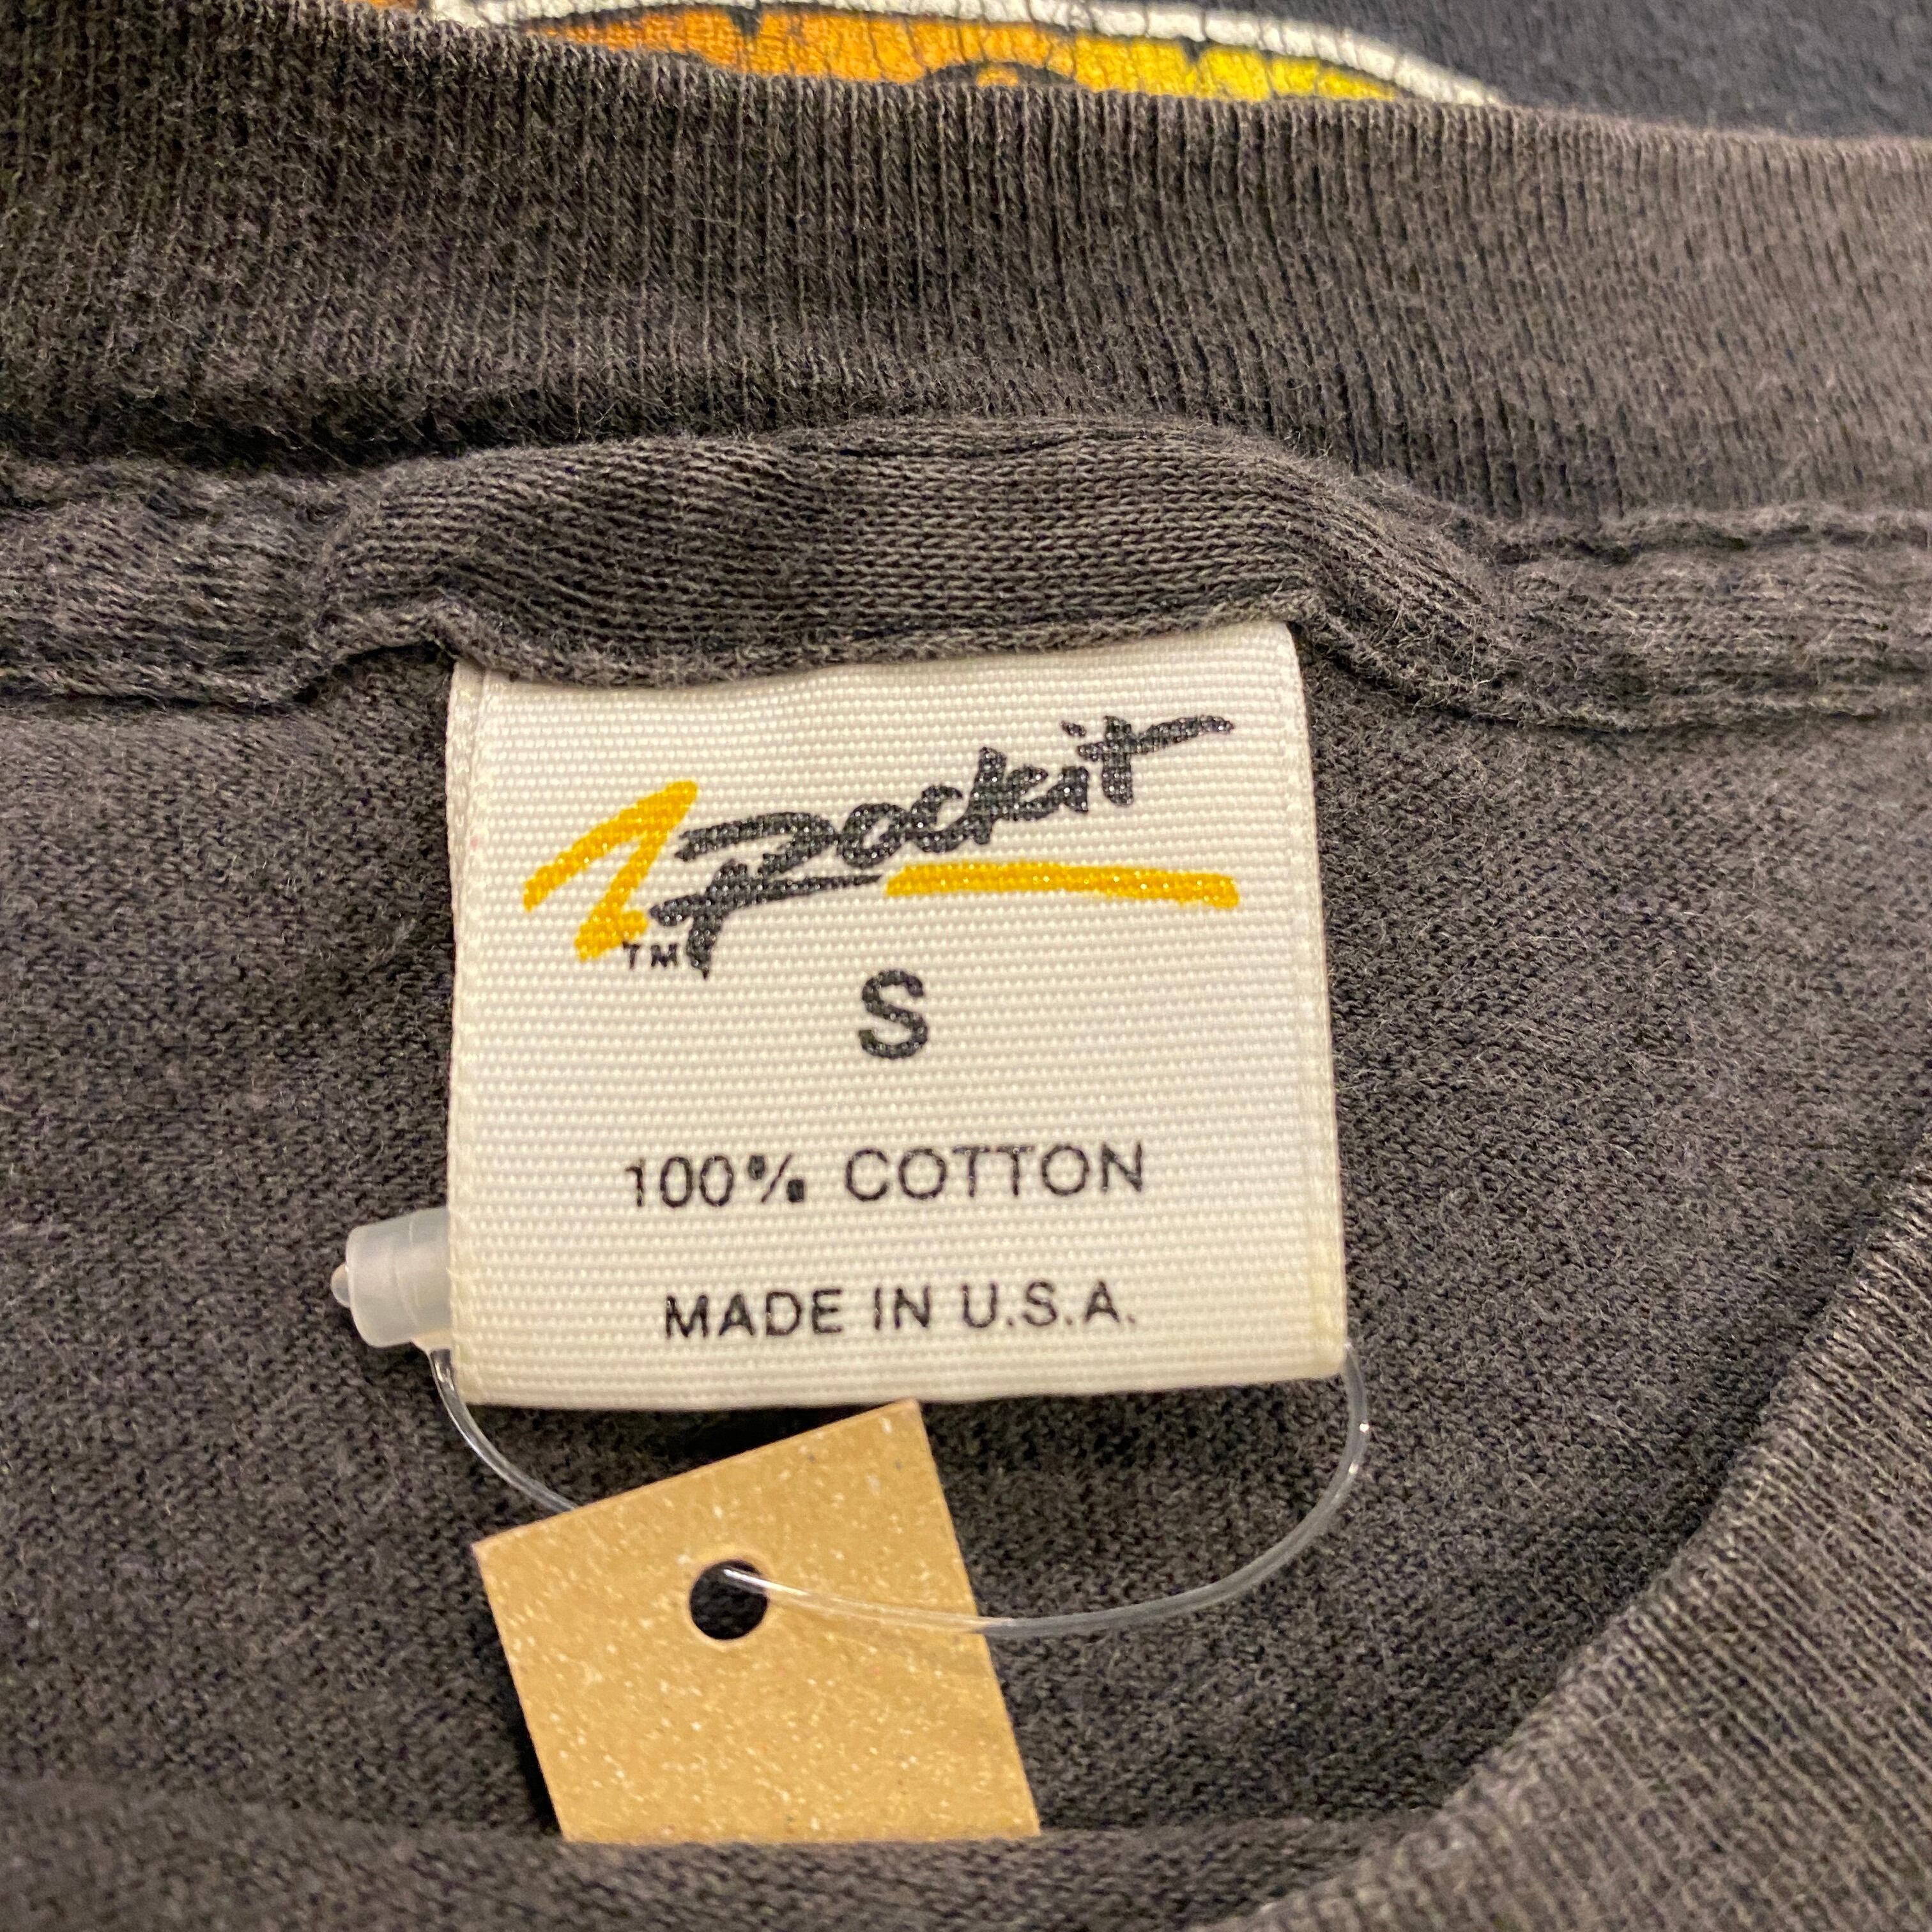 Rockit
TM
S
100% COTTON
MADE IN U.S.A.